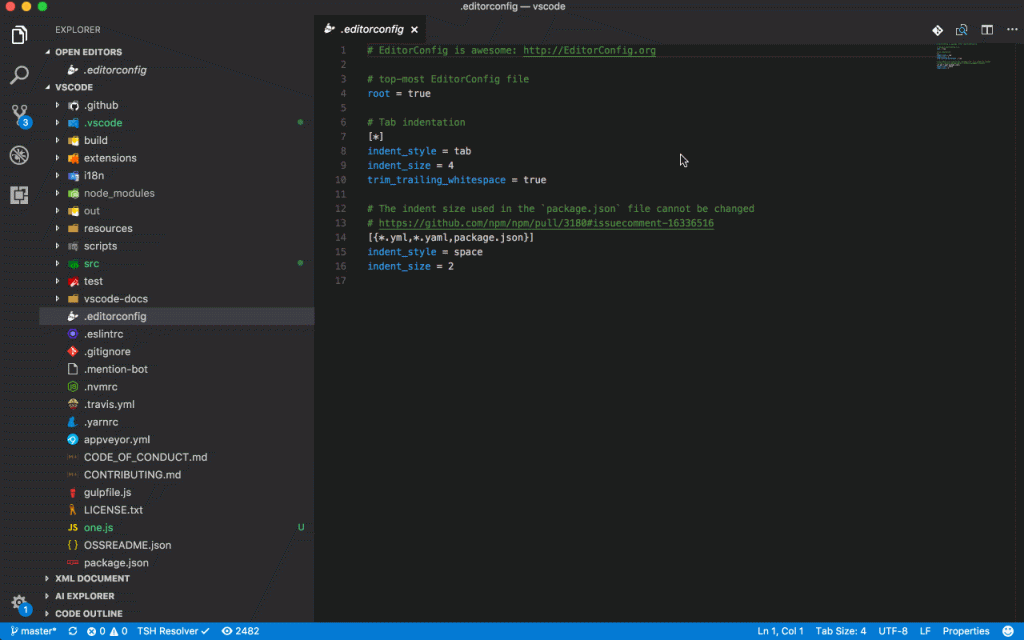 .editorconfig — vscode
EXPLORER
OPEN EDITORS
.editorconfig
VSCODE
.github
.vscode
build
extensions
i18n
node_modules
out
resources
scripts
src
test
vscode-docs
.editorconfig
.eslintrc
.gitignore
.mention-bot
.nvmrc
.travis.yml
.yarnrc
appveyor.yml
CODE_OF_CONDUCT.md
CONTRIBUTING.md
gulpfile.js
LICENSE.txt
JS one.js U
{ } OSSREADME.json
package.json
XML DOCUMENT
AI EXPLORER
CODE OUTLINE
3
1
.editorconfig ×
1 # EditorConfig is awesome: http://EditorConfig.org
2
3 # top-most EditorConfig file
4 root = true
5
6 # Tab indentation
7 [*]
8 indent_style = tab
9 indent_size = 4
10 trim_trailing_whitespace = true
11
12 # The indent size used in the `package.json` file cannot be changed
13 # https://github.com/npm/npm/pull/3180#issuecomment-16336516
14 [{*.yml,*.yaml,package.json}]
15 indent_style = space
16 indent_size = 2
17
master* 0 0 TSH Resolver ✓ 2482 Ln 1, Col 1 Tab Size: 4 UTF-8 LF Properties